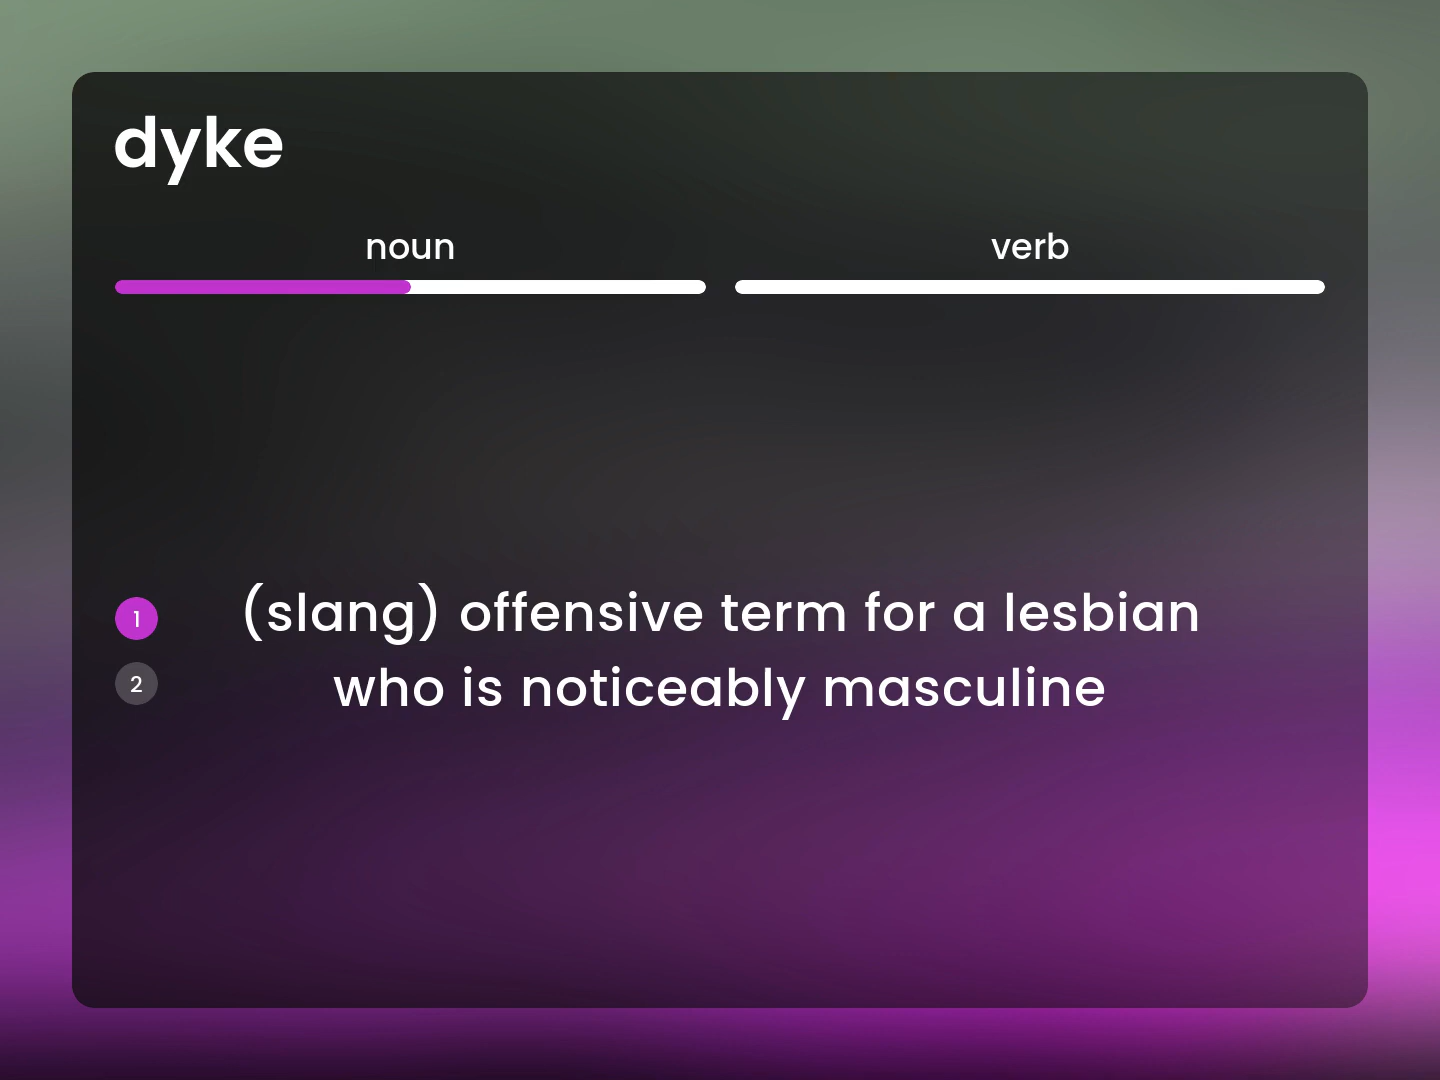 dyke
noun verb
1 (slang) offensive term for a lesbian
2 who is noticeably masculine